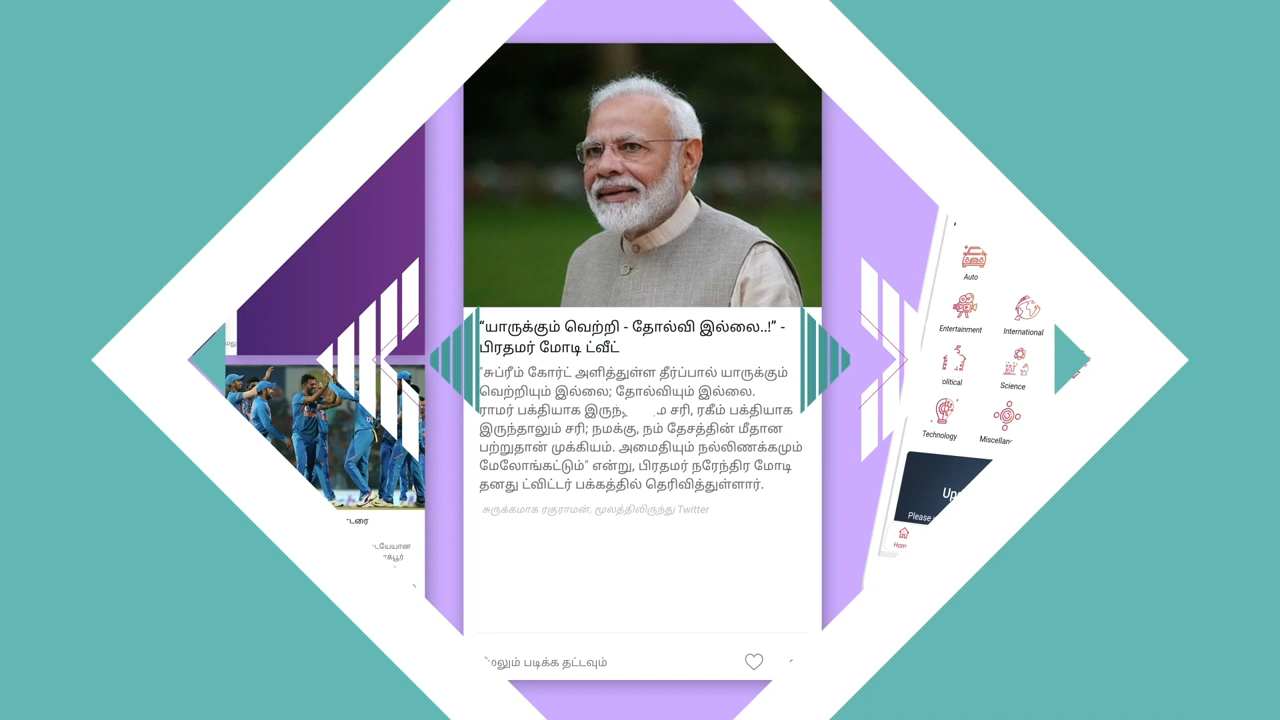 “யாருக்கும் வெற்றி - தோல்வி இல்லை..!” -
பிரதமர் மோடி ட்வீட்
"சுப்ரீம் கோர்ட் அளித்துள்ள தீர்ப்பால் யாருக்கும்
வெற்றியும் இல்லை; தோல்வியும் இல்லை.
ராமர் பக்தியாக சரி, ரகீம் பக்தியாக
இருந்தாலும் சரி; நமக்கு, நம் தேசத்தின் மீதான
பற்றுதான் முக்கியம். அமைதியும் நல்லிணக்கமும்
மேலோங்கட்டும்" என்று, பிரதமர் நரேந்திர மோடி
தனது ட்விட்டர் பக்கத்தில் தெரிவித்துள்ளார்.
சுருக்கமாக ரகுராமன், மூலத்திலிருந்து Twitter
படிக்க தட்டவும்
Auto
Entertainment
International
Science
Technology
Please